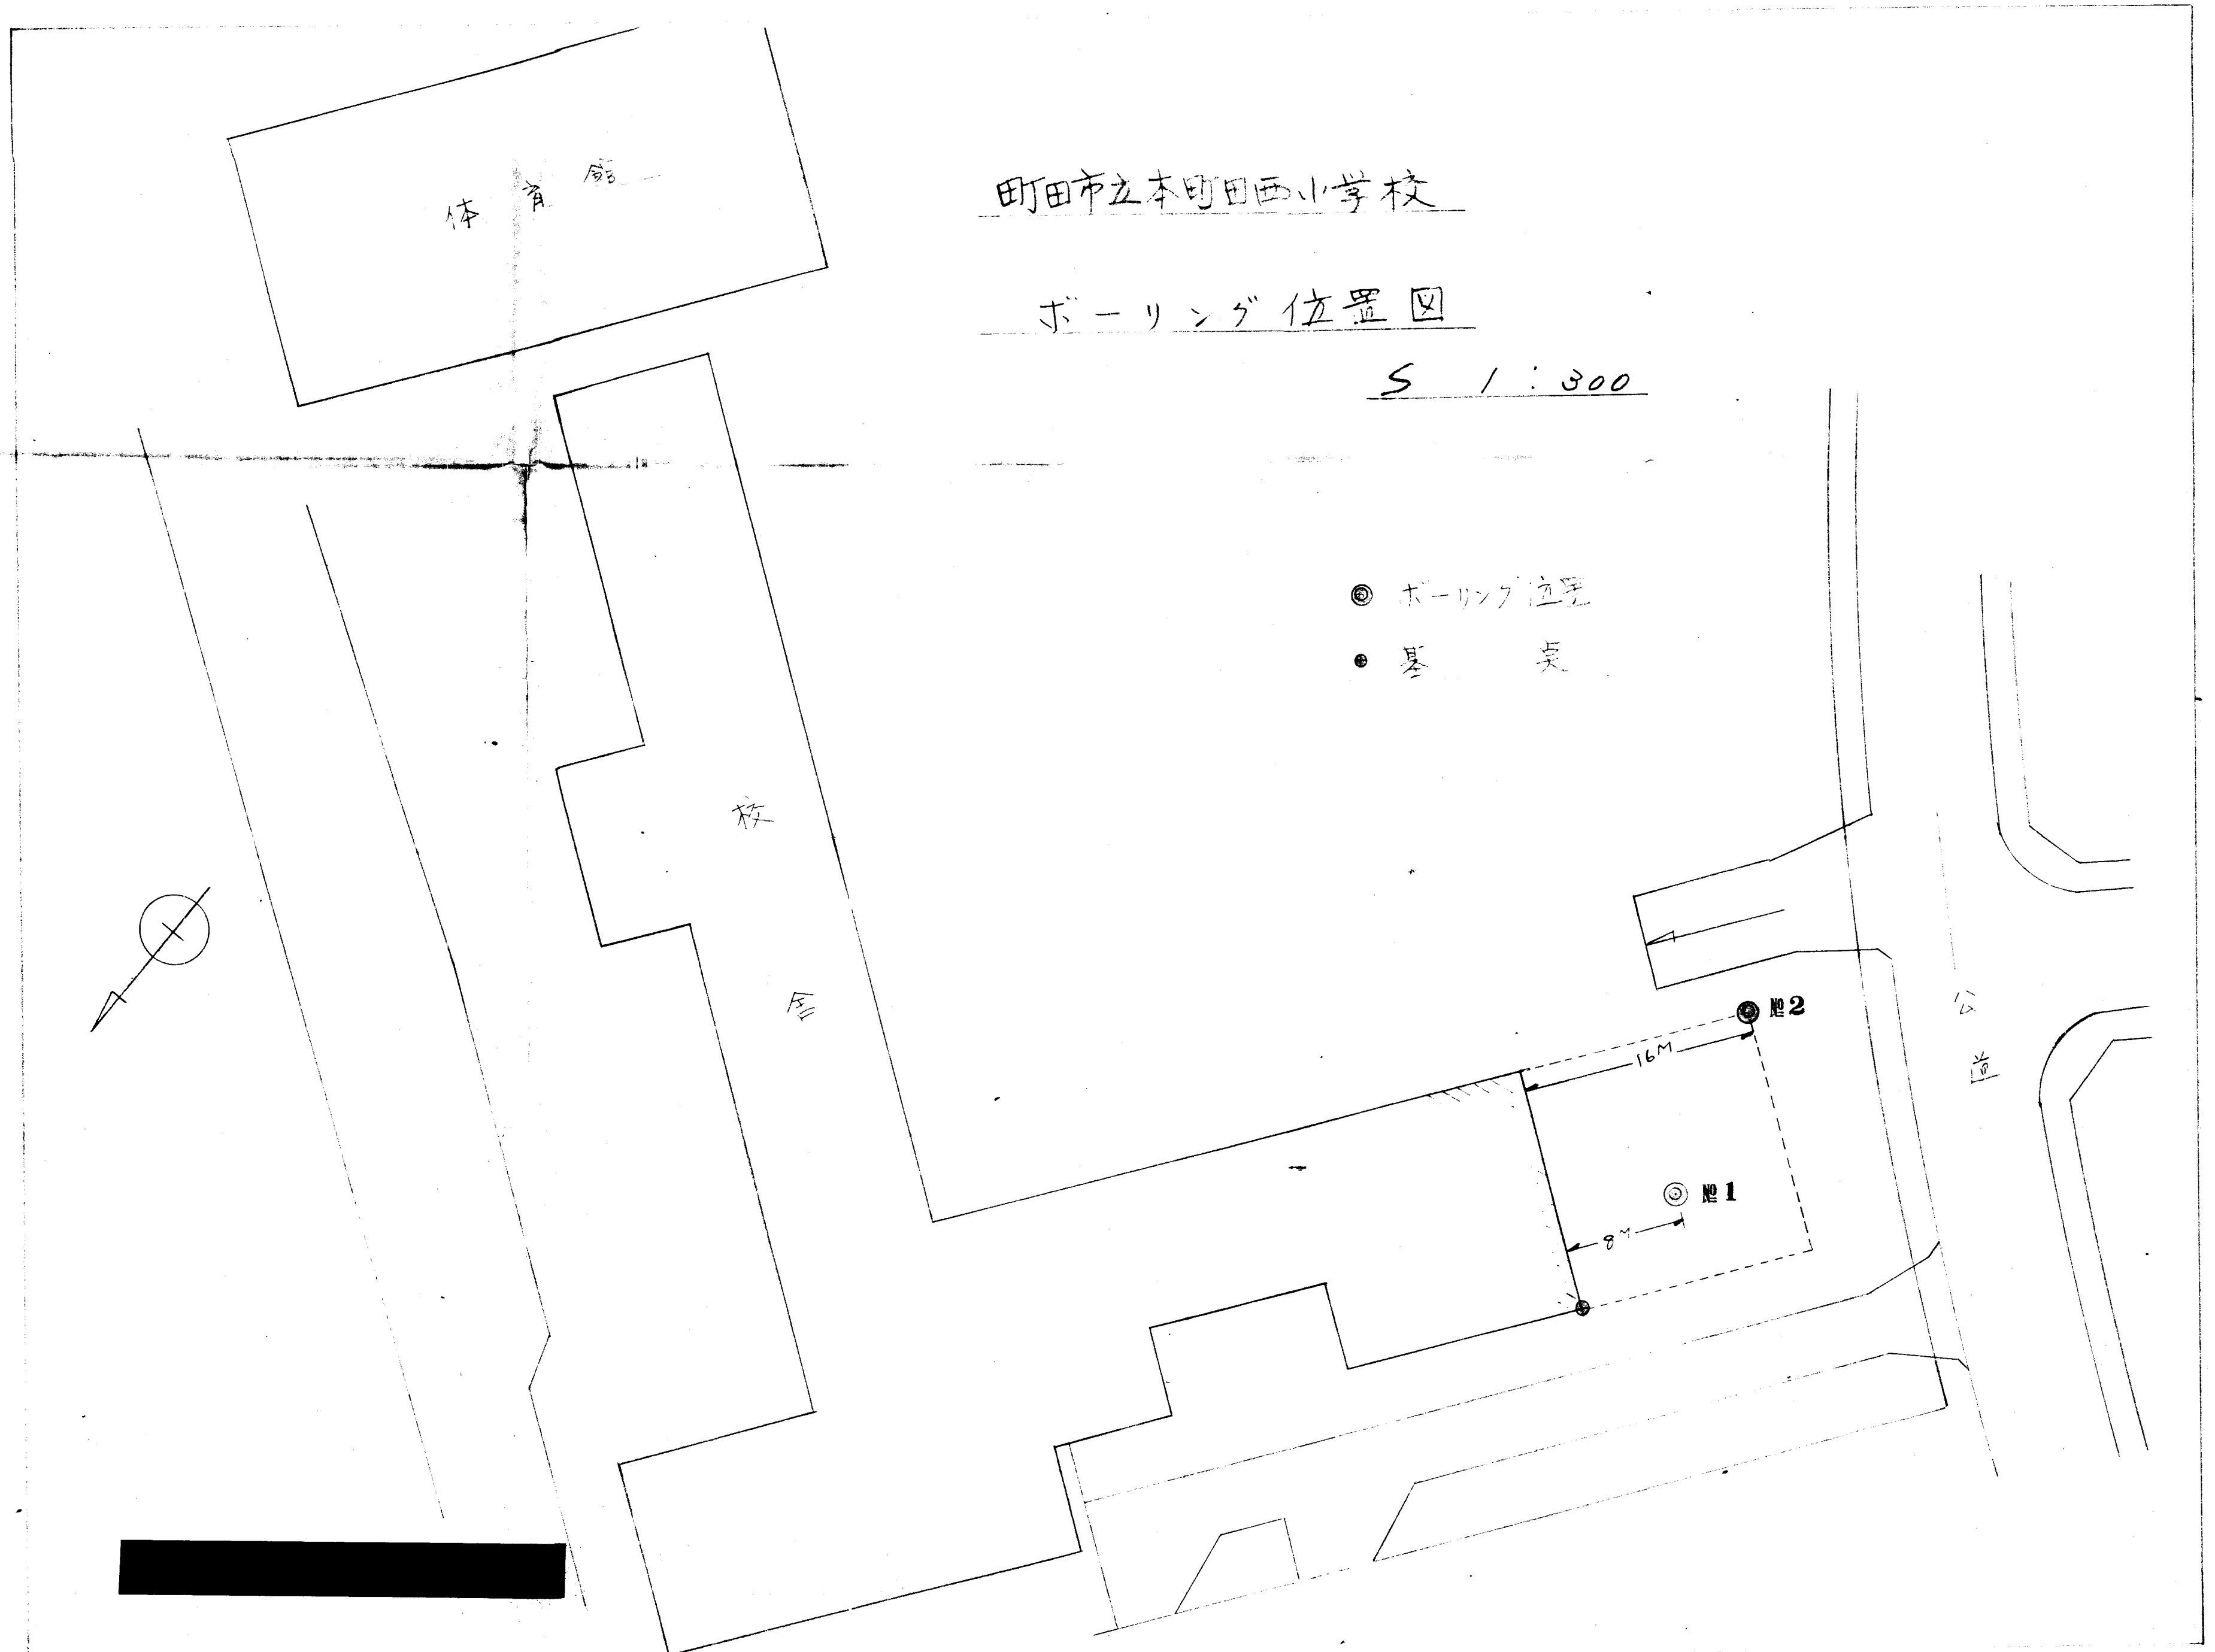 町田市立本町田西小学校
ボーリング位置図
S 1:300
体育館
ボーリング位置
基点
校舎
公道
№2
16M
№1
8M